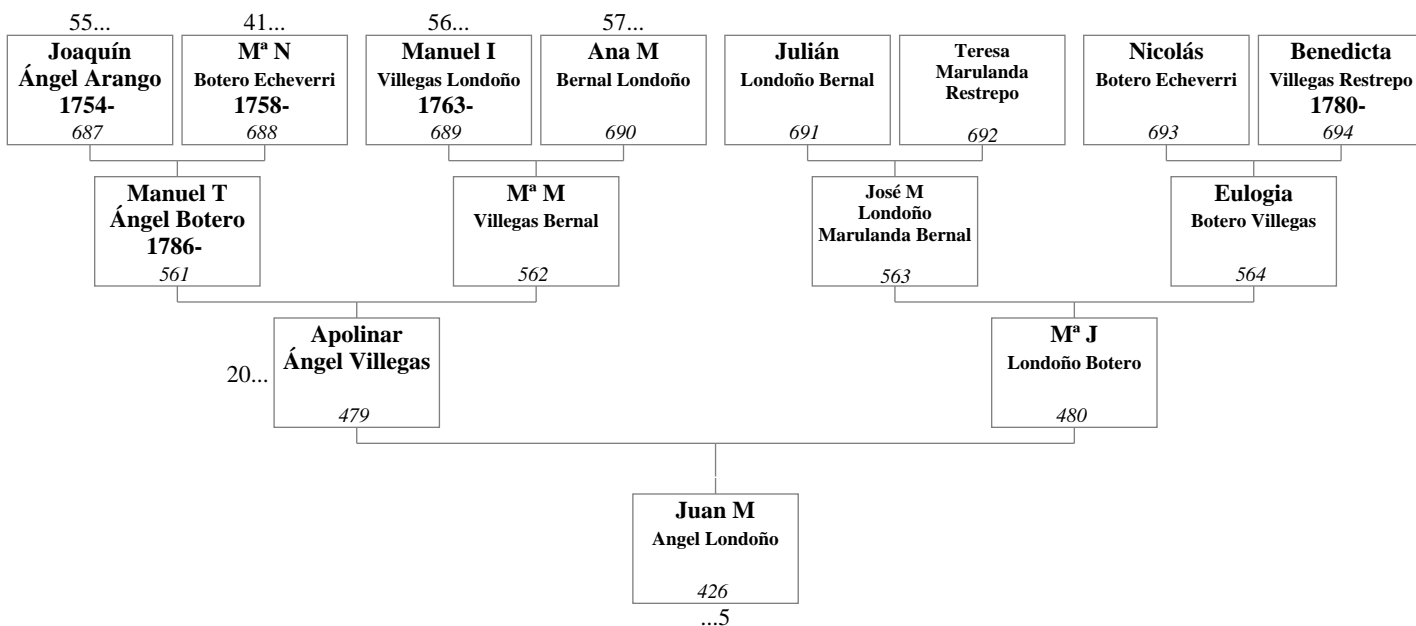 55...
41...
56...
57...
Joaquín
Ángel Arango
1754-
687
Mª N
Botero Echeverri
1758-
688
Manuel I
Villegas Londoño
1763-
689
Ana M
Bernal Londoño
690
Julián
Londoño Bernal
691
Teresa
Marulanda
Restrepo
692
Nicolás
Botero Echeverri
693
Benedicta
Villegas Restrepo
1780-
694
Manuel T
Ángel Botero
1786-
561
Mª M
Villegas Bernal
562
José M
Londoño
Marulanda Bernal
563
Eulogia
Botero Villegas
564
20...
Apolinar
Ángel Villegas
479
Mª J
Londoño Botero
480
Juan M
Angel Londoño
426
...5